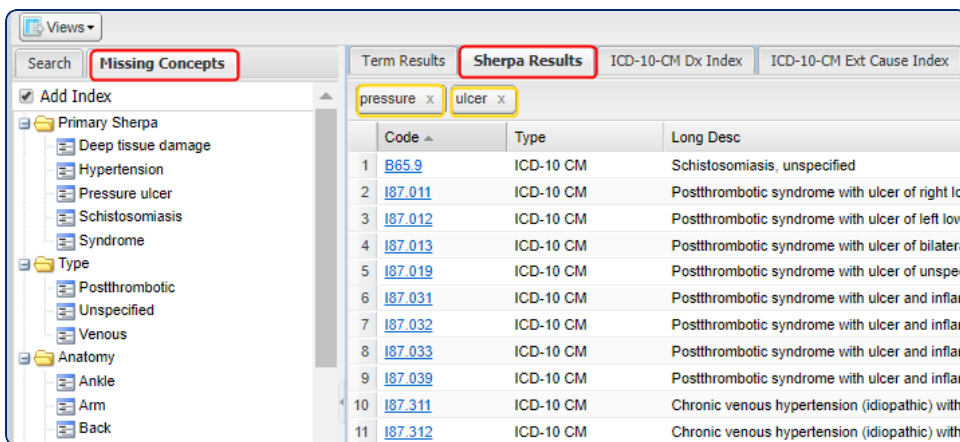 Views
Search Missing Concepts
Add Index
Primary Sherpa
Deep tissue damage
Hypertension
Pressure ulcer
Schistosomiasis
Syndrome
Type
Postthrombotic
Unspecified
Venous
Anatomy
Ankle
Arm
Back
Term Results Sherpa Results ICD-10-CM Dx Index ICD-10-CM Ext Cause Index
pressure x ulcer x
Code Type Long Desc
1 B65.9 ICD-10 CM Schistosomiasis, unspecified
2 I87.011 ICD-10 CM Postthrombotic syndrome with ulcer of right
3 I87.012 ICD-10 CM Postthrombotic syndrome with ulcer of left
4 I87.013 ICD-10 CM Postthrombotic syndrome with ulcer of
5 I87.019 ICD-10 CM Postthrombotic syndrome with ulcer of
6 I87.031 ICD-10 CM Postthrombotic syndrome with ulcer and
7 I87.032 ICD-10 CM Postthrombotic syndrome with ulcer and
8 I87.033 ICD-10 CM Postthrombotic syndrome with ulcer and
9 I87.039 ICD-10 CM Postthrombotic syndrome with ulcer and
10 I87.311 ICD-10 CM Chronic venous hypertension (idiopathic) with
11 I87.312 ICD-10 CM Chronic venous hypertension (idiopathic) with